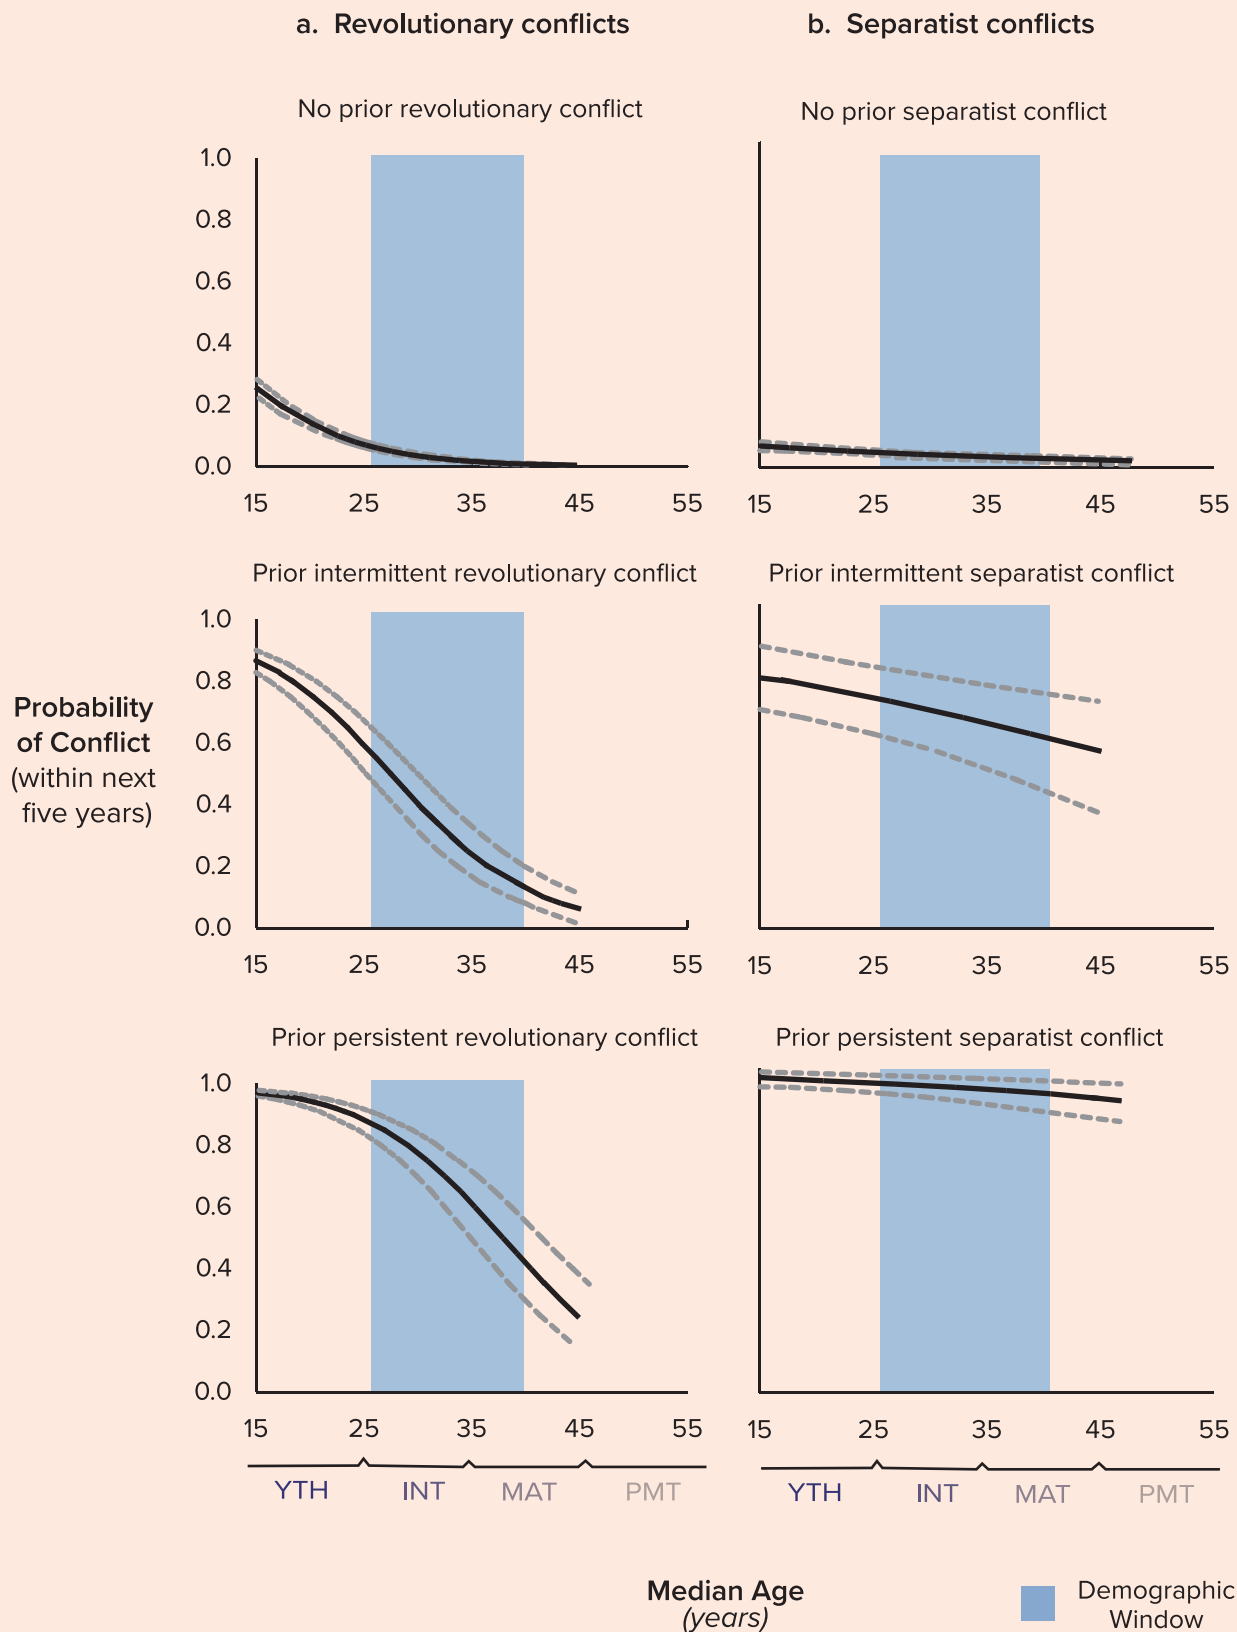 a. Revolutionary conflicts
b. Separatist conflicts
No prior revolutionary conflict
No prior separatist conflict
1.0
0.8
0.6
0.4
0.2
0.0
15 25 35 45 55
15 25 35 45 55
Prior intermittent revolutionary conflict
Prior intermittent separatist conflict
Probability
of Conflict
(within next
five years)
1.0
0.8
0.6
0.4
0.2
0.0
15 25 35 45 55
15 25 35 45 55
Prior persistent revolutionary conflict
Prior persistent separatist conflict
1.0
0.8
0.6
0.4
0.2
0.0
15 25 35 45 55
15 25 35 45 55
YTH INT MAT PMT
YTH INT MAT PMT
Median Age
(years)
Demographic
Window